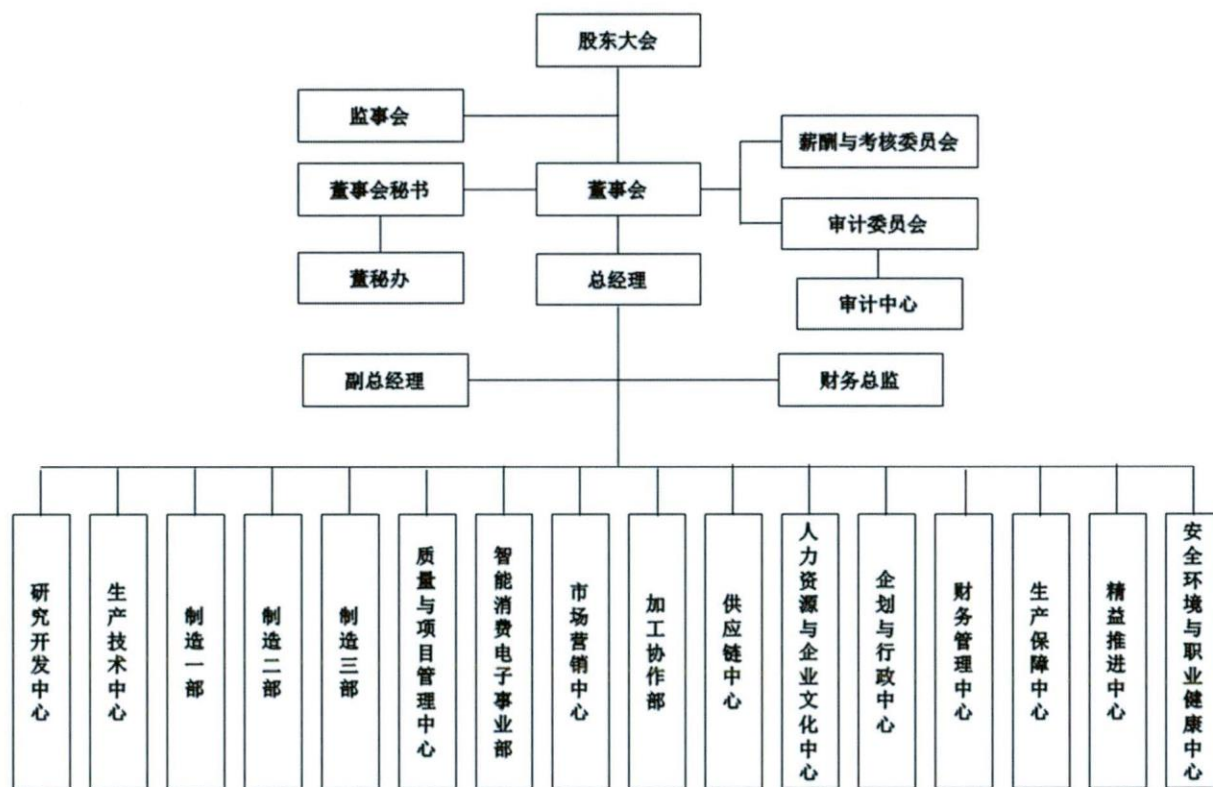 股东大会
监事会
薪酬与考核委员会
董事会秘书
董事会
审计委员会
董秘办
总经理
审计中心
副总经理
财务总监
研究开发中心
生产技术中心
制造一部
制造二部
制造三部
质量与项目管理中心
智能消费电子事业部
市场营销中心
加工协作部
供应链中心
人力资源与企业文化中心
企划与行政中心
财务管理中心
生产保障中心
精益推进中心
安全环境与职业健康中心